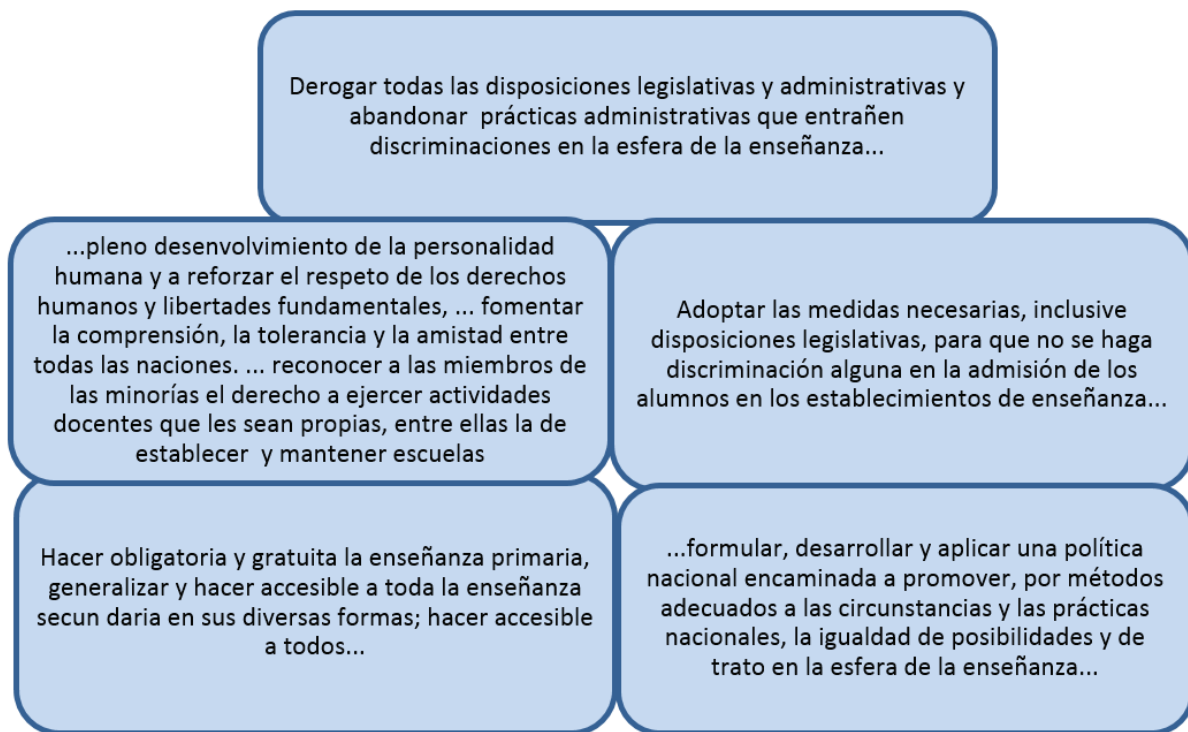 Derogar todas las disposiciones legislativas y administrativas y
abandonar prácticas administrativas que entrañen
discriminaciones en la esfera de la enseñanza...
...pleno desenvolvimiento de la personalidad
humana y a reforzar el respeto de los derechos
humanos y libertades fundamentales, ... fomentar
la comprensión, la tolerancia y la amistad entre
todas las naciones. ... reconocer a las miembros de
las minorías el derecho a ejercer actividades
docentes que les sean propias, entre ellas la de
establecer y mantener escuelas
Adoptar las medidas necesarias, inclusive
disposiciones legislativas, para que no se haga
discriminación alguna en la admisión de los
alumnos en los establecimientos de enseñanza...
Hacer obligatoria y gratuita la enseñanza primaria,
generalizar y hacer accesible a toda la enseñanza
secun daria en sus diversas formas; hacer accesible
a todos...
...formular, desarrollar y aplicar una política
nacional encaminada a promover, por métodos
adecuados a las circunstancias y las prácticas
nacionales, la igualdad de posibilidades y de
trato en la esfera de la enseñanza...